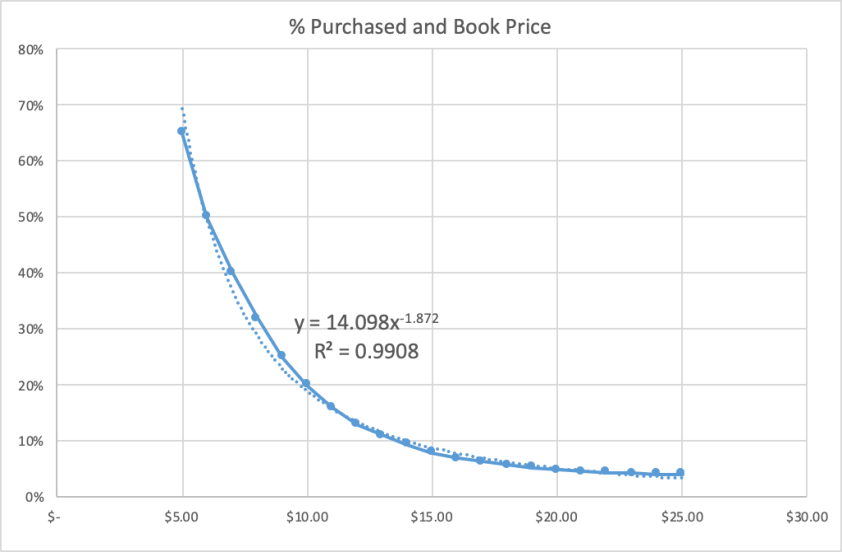 % Purchased and Book Price
80%
70%
60%
50%
40%
30%
20%
10%
0%
y = 14.098x⁻¹·⁸⁷²
R² = 0.9908
$- $5.00 $10.00 $15.00 $20.00 $25.00 $30.00